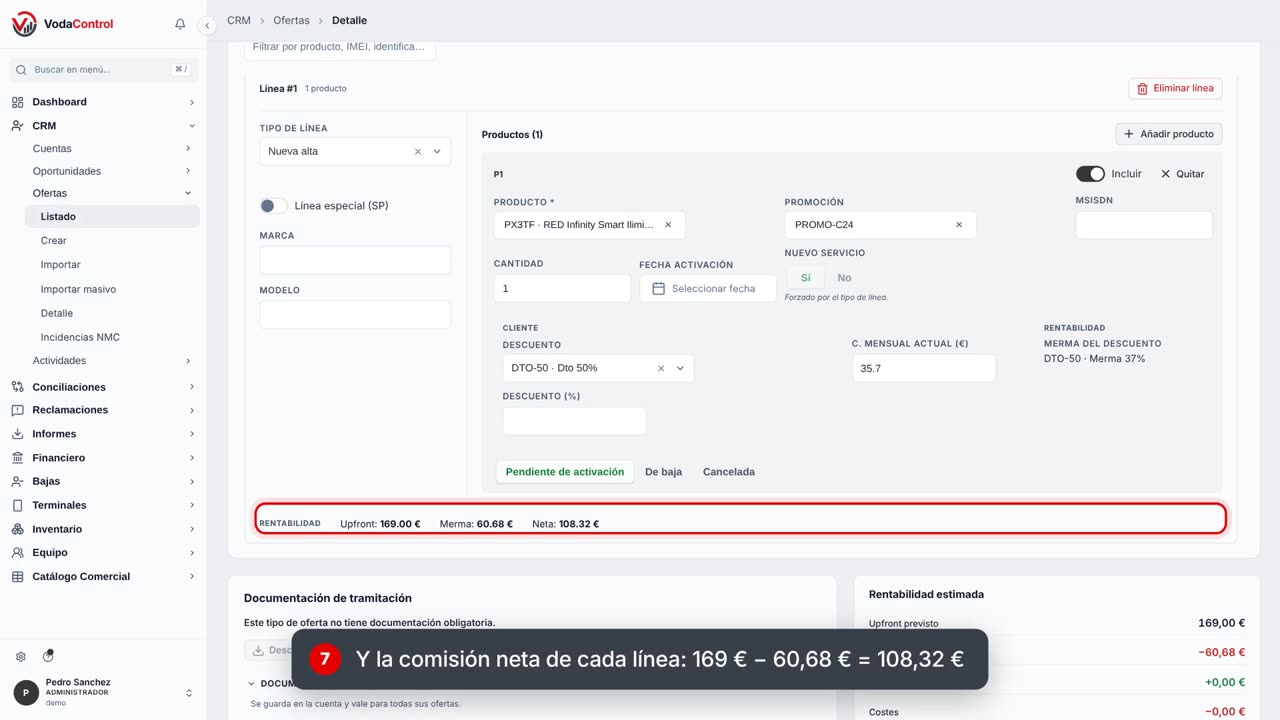 VodaControl
Buscar en menú...
⌘ /
Dashboard
CRM
Cuentas
Oportunidades
Ofertas
Listado
Crear
Importar
Importar masivo
Detalle
Incidencias NMC
Actividades
Conciliaciones
Reclamaciones
Informes
Financiero
Bajas
Terminales
Inventario
Equipo
Catálogo Comercial
P
Pedro Sanchez
ADMINISTRADOR
demo
CRM > Ofertas > Detalle
Filtrar por producto, IMEI, identifica...
Línea #1 1 producto
Eliminar línea
TIPO DE LÍNEA
Nueva alta
Línea especial (SP)
MARCA
MODELO
Productos (1)
+ Añadir producto
P1
Incluir
Quitar
PRODUCTO *
PX3TF · RED Infinity Smart Ilimi...
PROMOCIÓN
PROMO-C24
MSISDN
CANTIDAD
1
FECHA ACTIVACIÓN
Seleccionar fecha
NUEVO SERVICIO
Sí No
Forzado por el tipo de línea.
CLIENTE
DESCUENTO
DTO-50 · Dto 50%
DESCUENTO (%)
C. MENSUAL ACTUAL (€)
35.7
RENTABILIDAD
MERMA DEL DESCUENTO
DTO-50 · Merma 37%
Pendiente de activación De baja Cancelada
RENTABILIDAD Upfront: 169.00 € Merma: 60.68 € Neta: 108.32 €
Documentación de tramitación
Este tipo de oferta no tiene documentación obligatoria.
Se guarda en la cuenta y vale para todas sus ofertas.
Rentabilidad estimada
Upfront previsto 169,00 €
−60,68 €
+0,00 €
Costes −0,00 €
7 Y la comisión neta de cada línea: 169 € − 60,68 € = 108,32 €